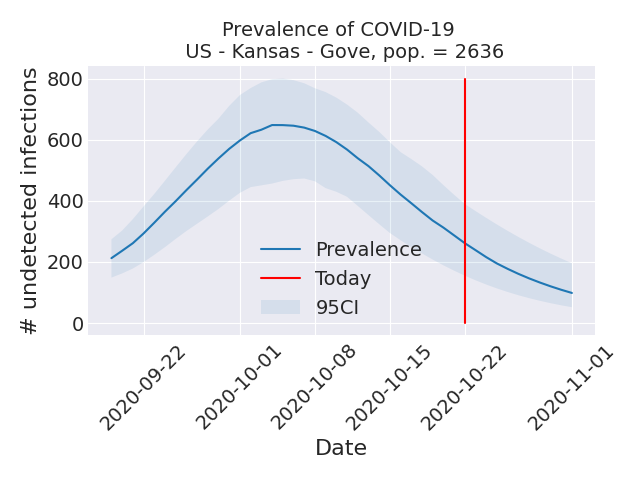 Prevalence of COVID-19
US - Kansas - Gove, pop. = 2636
# undetected infections
800
600
400
200
0
Prevalence
Today
95CI
2020-09-22
2020-10-01
2020-10-08
2020-10-15
2020-10-22
2020-11-01
Date